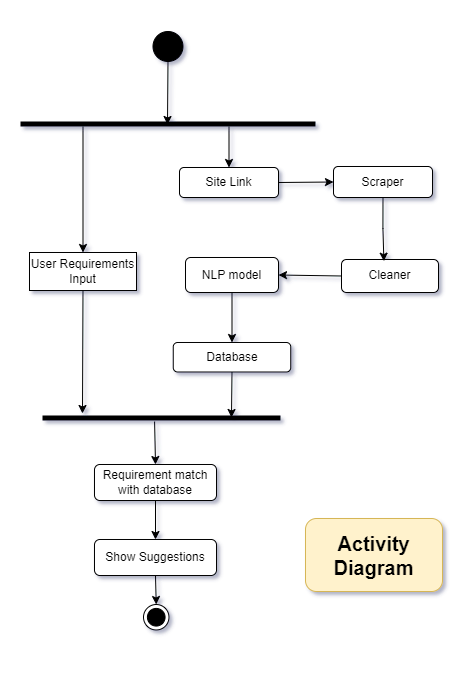 Site Link
Scraper
User Requirements
Input
NLP model
Cleaner
Database
Requirement match
with database
Show Suggestions
Activity
Diagram